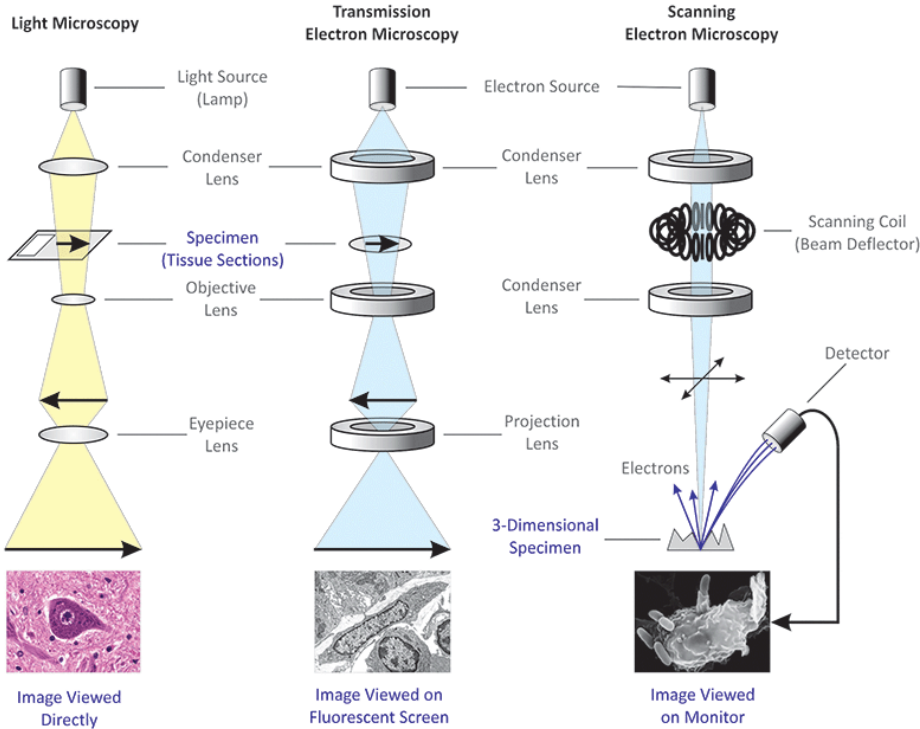 Light Microscopy
Transmission
Electron Microscopy
Scanning
Electron Microscopy
Light Source
(Lamp)
Electron Source
Condenser
Lens
Condenser
Lens
Specimen
(Tissue Sections)
Scanning Coil
(Beam Deflector)
Objective
Lens
Condenser
Lens
Detector
Eyepiece
Lens
Projection
Lens
Electrons
3-Dimensional
Specimen
Image Viewed
Directly
Image Viewed on
Fluorescent Screen
Image Viewed
on Monitor